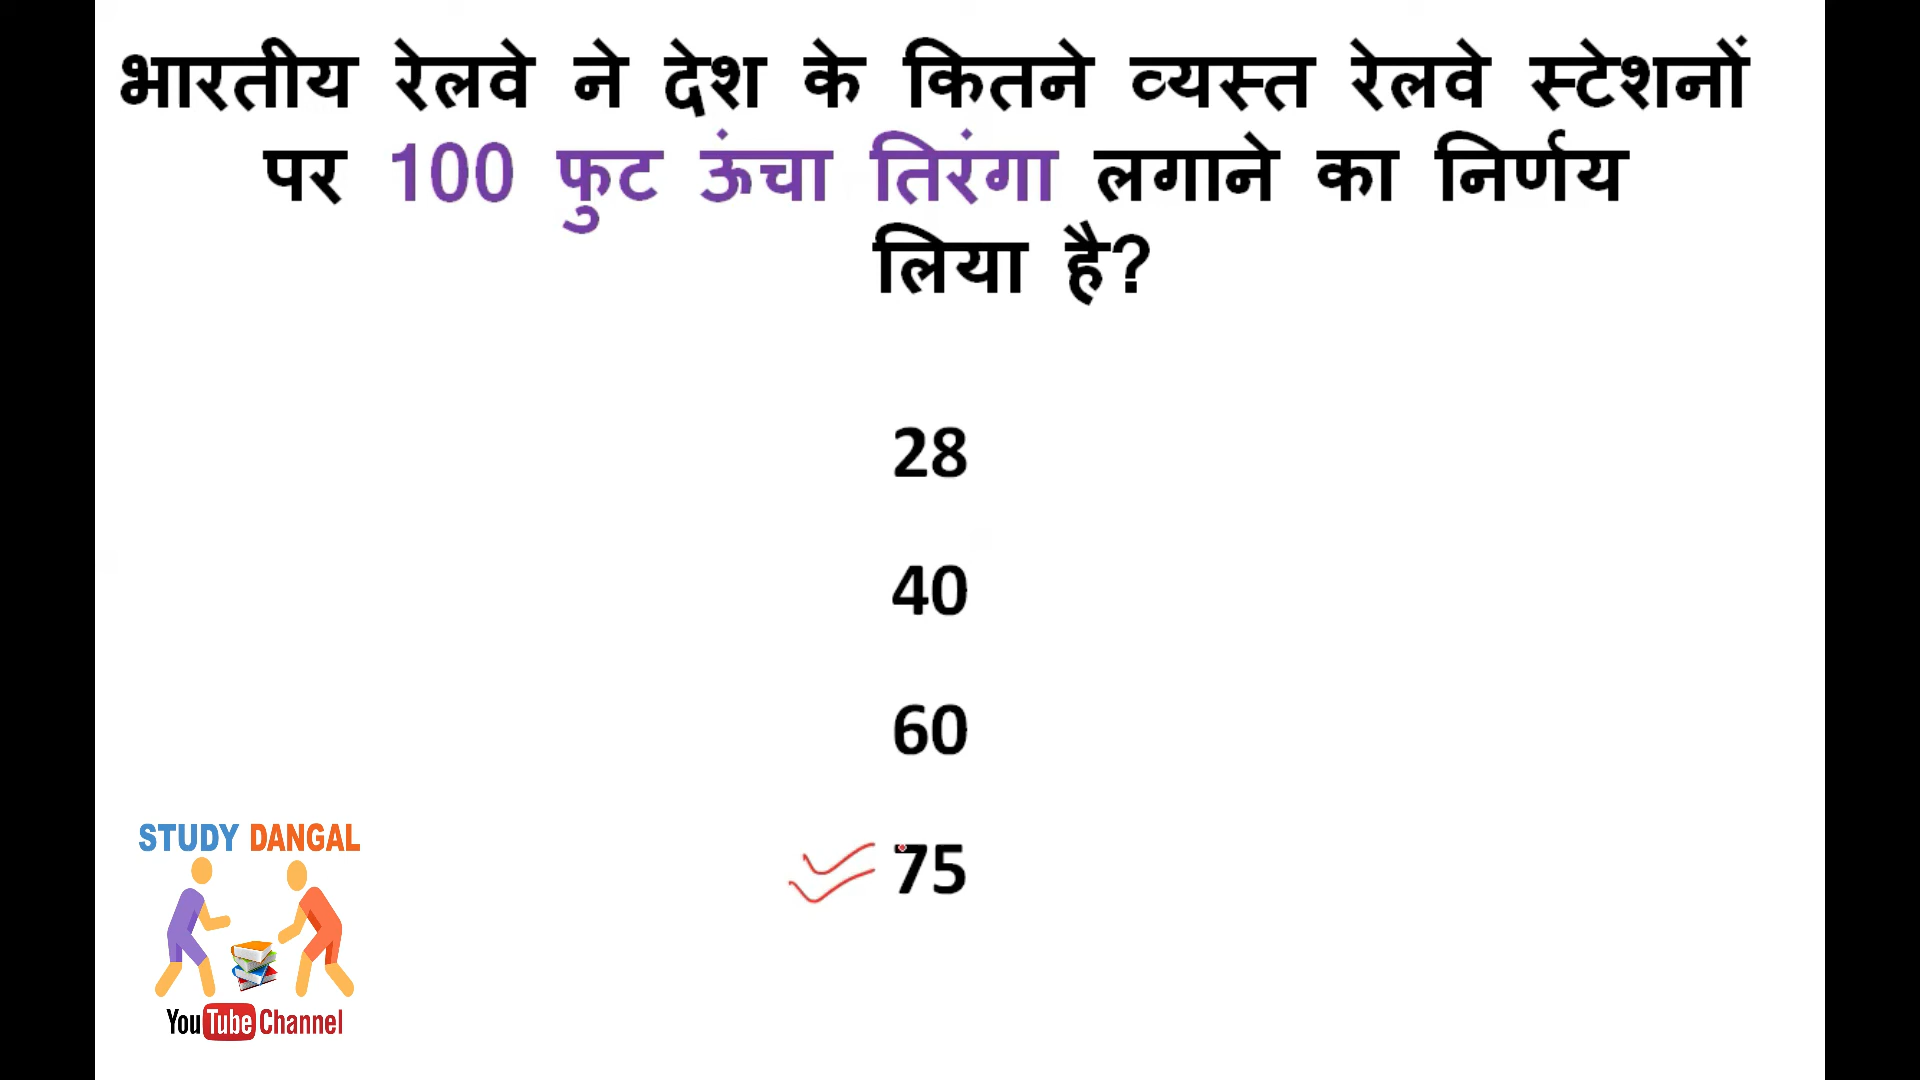 भारतीय रेलवे ने देश के कितने व्यस्त रेलवे स्टेशनों
पर 100 फुट ऊंचा तिरंगा लगाने का निर्णय
लिया है?
28
40
60
75
STUDY DANGAL
YouTube Channel